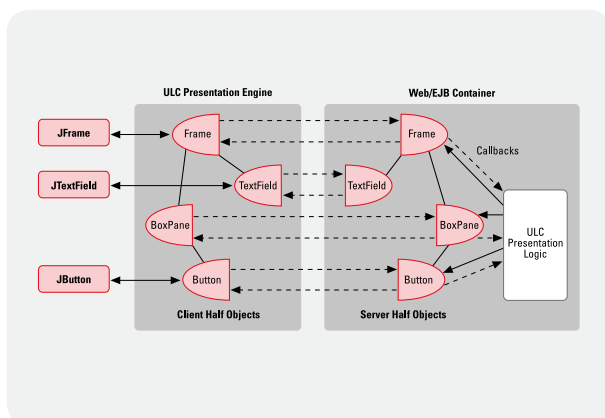 ULC Presentation Engine
Web/EJB Container
JFrame
Frame
Frame
Callbacks
JTextField
TextField
TextField
BoxPane
BoxPane
ULC
Presentation
Logic
JButton
Button
Button
Client Half Objects
Server Half Objects